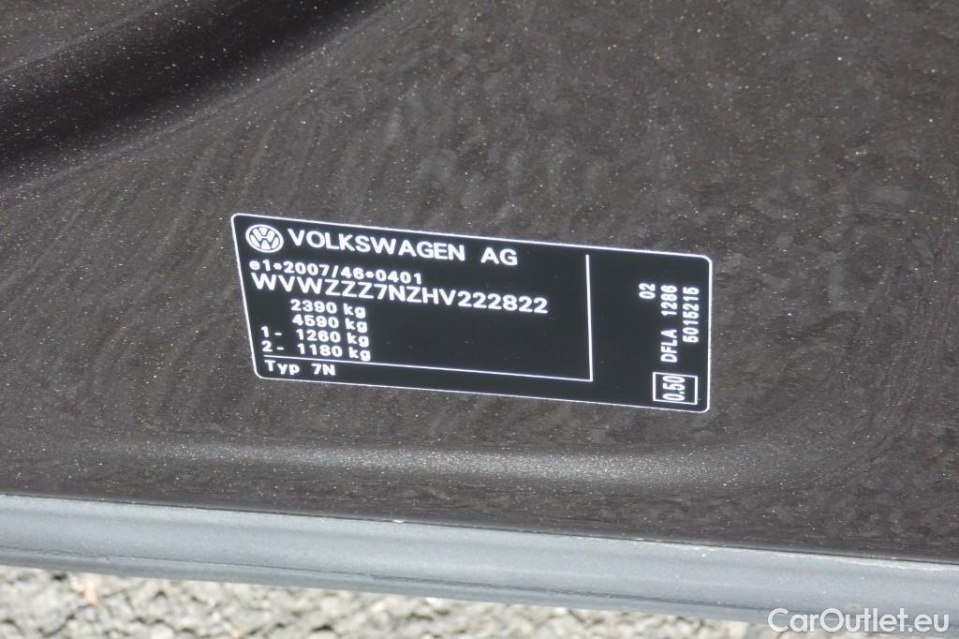 VOLKSWAGEN AG
e1*2007/46*0401
WVWZZZ7NZHV222822
2390 kg
4590 kg
1- 1260 kg
2- 1180 kg
Typ 7N
02
DFLA 1286
5015215
0.50
CarOutlet.eu